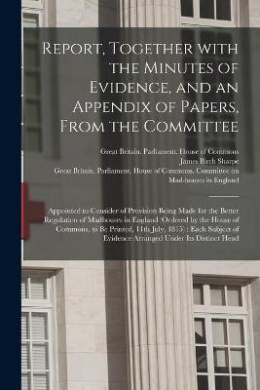 Report, Together with
the Minutes of
Evidence, and an
Appendix of Papers,
From the Committee
Great Britain. Parliament. House of Commons
James Birch Sharpe
Great Britain. Parliament. House of Commons. Committee on
Mad-houses in England
Appointed to Consider of Provision Being Made for the Better
Regulation of Madhouses in England (Ordered by the House of
Commons, to Be Printed, 11th July, 1815) : Each Subject of
Evidence Arranged Under Its Distinct Head